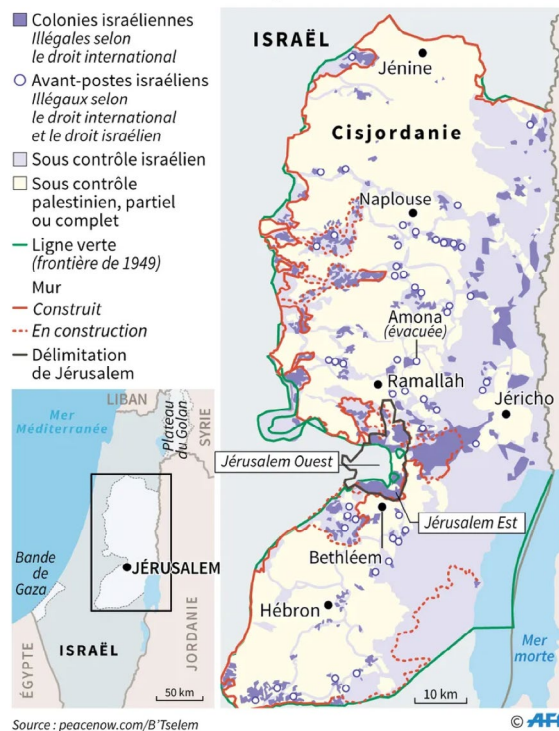 Colonies israéliennes
Illégales selon
le droit international
Avant-postes israéliens
Illégaux selon
le droit international
et le droit israélien
Sous contrôle israélien
Sous contrôle
palestinien, partiel
ou complet
Ligne verte
(frontière de 1949)
Mur
Construit
En construction
Délimitation
de Jérusalem
ISRAËL
Jénine
Cisjordanie
Naplouse
Amona
(évacuée)
Ramallah
Jéricho
Jérusalem Ouest
Jérusalem Est
Bethléem
Hébron
Mer
morte
10 km
LIBAN
Mer
Méditerranée
Plateau
du Golan
SYRIE
JÉRUSALEM
Bande
de
Gaza
ISRAËL
JORDANIE
ÉGYPTE
50 km
Source : peacenow.com/B'Tselem
© AFP